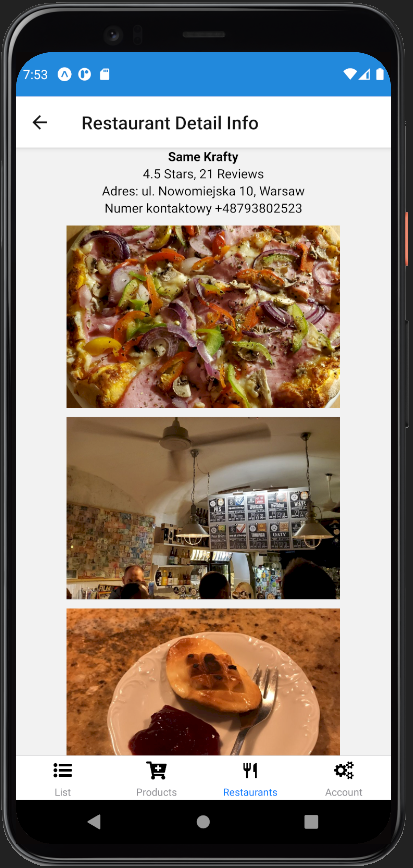 7:53
Restaurant Detail Info
Same Krafty
4.5 Stars, 21 Reviews
Adres: ul. Nowomiejska 10, Warsaw
Numer kontaktowy +48793802523
List
Products
Restaurants
Account